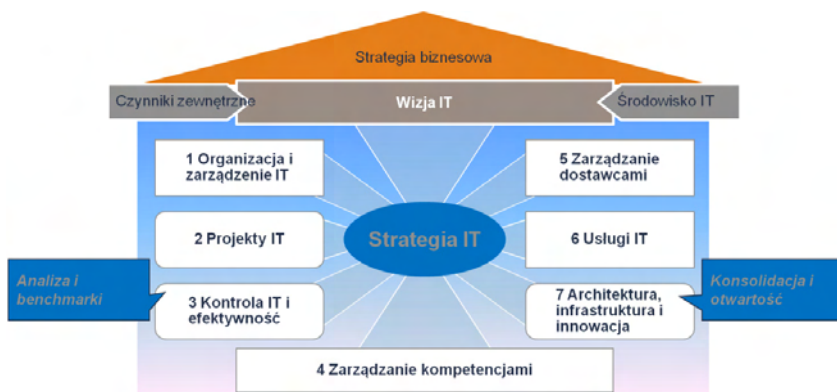 Strategia biznesowa
Czynniki zewnętrzne
Wizja IT
Środowisko IT
1 Organizacja i
zarządzenie IT
5 Zarządzanie
dostawcami
2 Projekty IT
Strategia IT
6 Usługi IT
Analiza i
benchmarki
3 Kontrola IT i
efektywność
7 Architektura,
infrastruktura i
innowacja
Konsolidacja i
otwartość
4 Zarządzanie kompetencjami